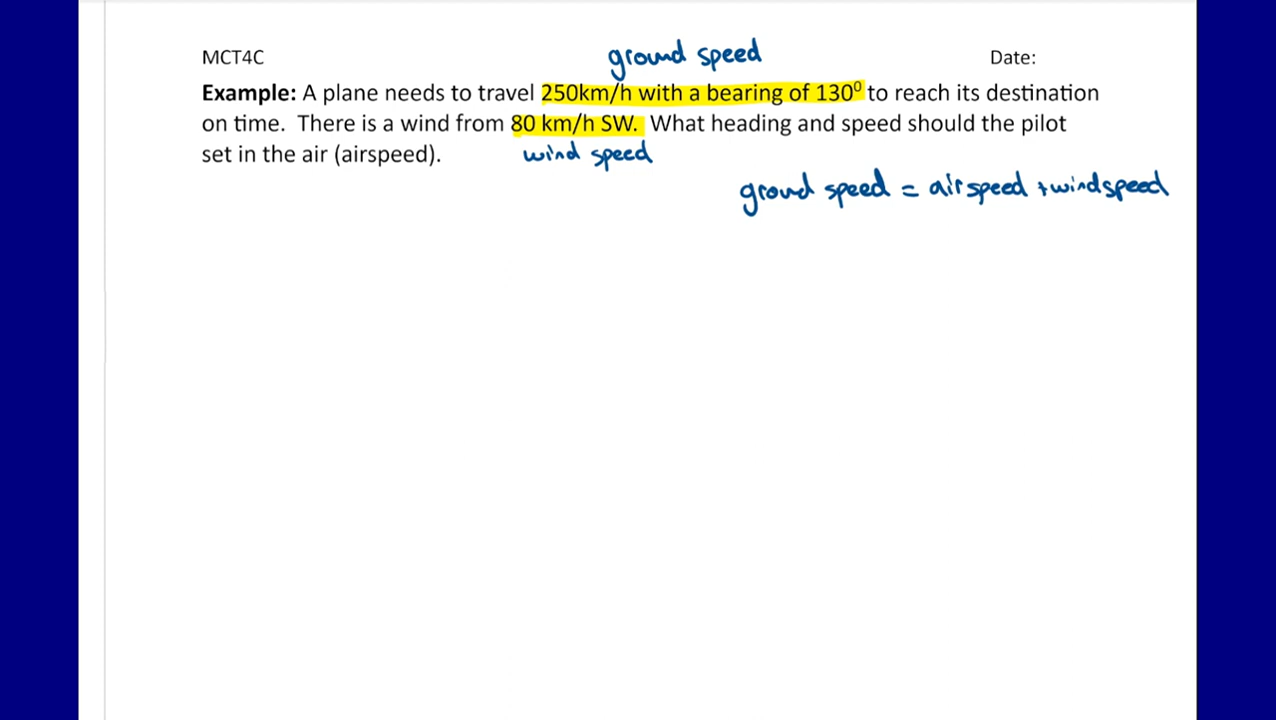 ground speed
MCT4C Date:
Example: A plane needs to travel 250km/h with a bearing of 130⁰ to reach its destination
on time. There is a wind from 80 km/h SW. What heading and speed should the pilot
set in the air (airspeed). wind speed
ground speed = airspeed + windspeed